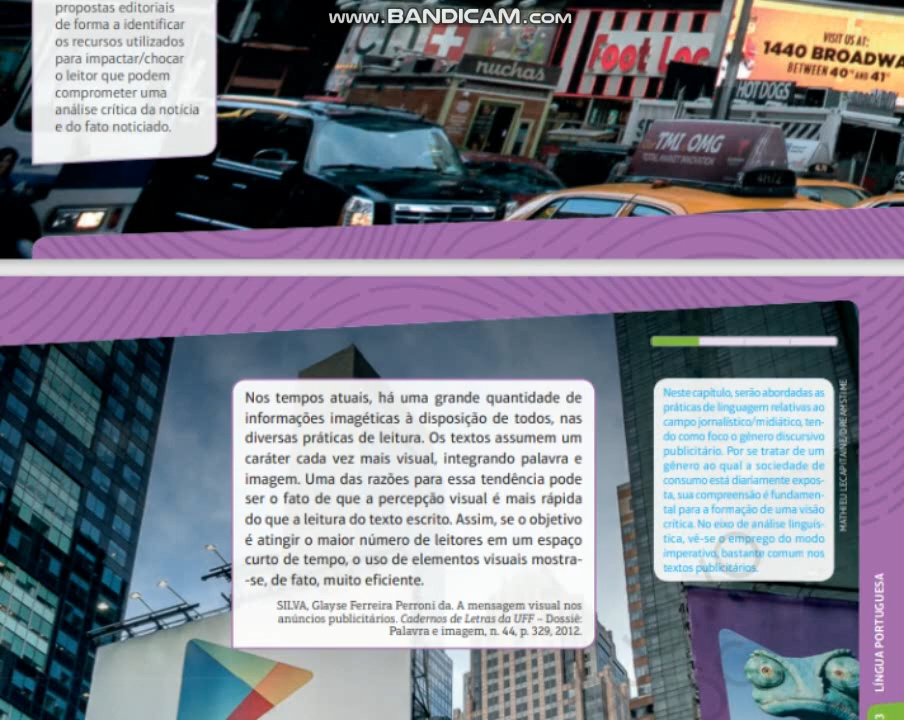 www.BANDICAM.com
propostas editoriais
de forma a identificar
os recursos utilizados
para impactar/chocar
o leitor que podem
comprometer uma
análise crítica da notícia
e do fato noticiado.
nuchas
Foot Loc
VISIT US AT:
1440 BROADWA
BETWEEN 40TH AND 41ST
HOT DOGS
TMI OMG
TOTAL MARKET INNOVATION
Nos tempos atuais, há uma grande quantidade de
informações imagéticas à disposição de todos, nas
diversas práticas de leitura. Os textos assumem um
caráter cada vez mais visual, integrando palavra e
imagem. Uma das razões para essa tendência pode
ser o fato de que a percepção visual é mais rápida
do que a leitura do texto escrito. Assim, se o objetivo
é atingir o maior número de leitores em um espaço
curto de tempo, o uso de elementos visuais mostra-
-se, de fato, muito eficiente.
SILVA, Glayse Ferreira Perroni da. A mensagem visual nos
anúncios publicitários. Cadernos de Letras da UFF – Dossiê:
Palavra e imagem, n. 44, p. 329, 2012.
Neste capítulo, serão abordadas as
práticas de linguagem relativas ao
campo jornalístico/midiático, ten-
do como foco o gênero discursivo
publicitário. Por se tratar de um
gênero ao qual a sociedade de
consumo está diariamente expos-
ta, sua compreensão é fundamen-
tal para a formação de uma visão
crítica. No eixo de análise linguís-
tica, vê-se o emprego do modo
imperativo, bastante comum nos
textos publicitários.
MATHIEU LECAPITAINE/DREAMSTIME
LÍNGUA PORTUGUESA
3